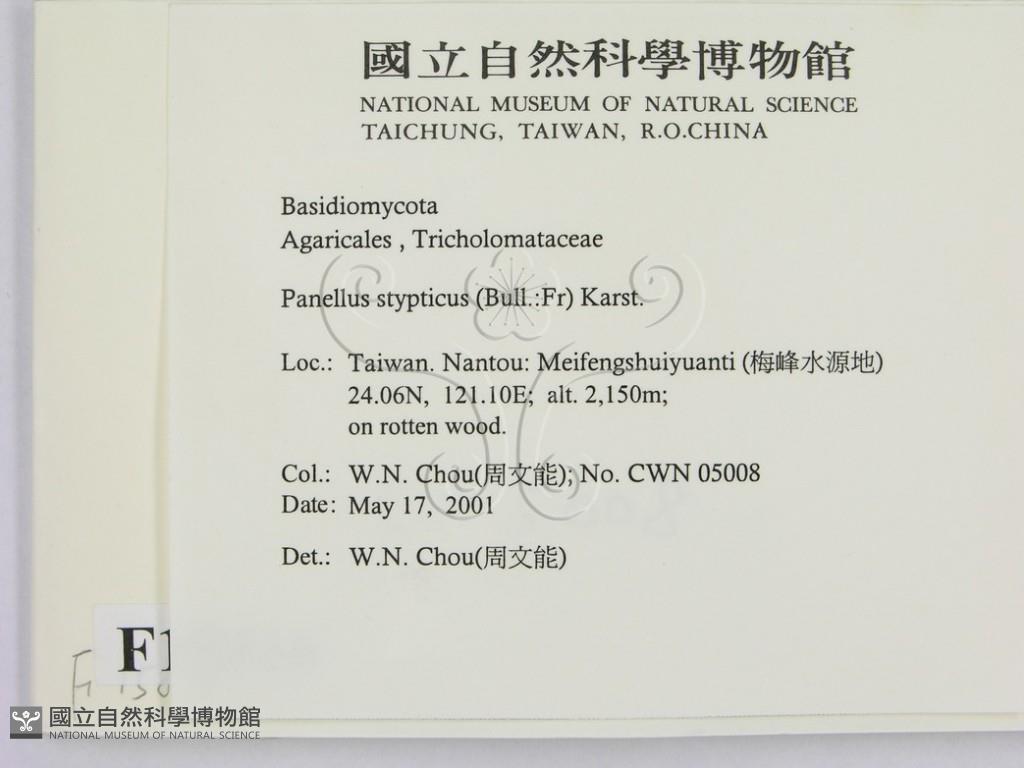 國立自然科學博物館
NATIONAL MUSEUM OF NATURAL SCIENCE
TAICHUNG, TAIWAN, R.O.CHINA
Basidiomycota
Agaricales , Tricholomataceae
Panellus stypticus (Bull.:Fr) Karst.
Loc.: Taiwan. Nantou: Meifengshuiyuanti (梅峰水源地)
24.06N, 121.10E; alt. 2,150m;
on rotten wood.
Col.: W.N. Chou(周文能); No. CWN 05008
Date: May 17, 2001
Det.: W.N. Chou(周文能)
國立自然科學博物館
NATIONAL MUSEUM OF NATURAL SCIENCE